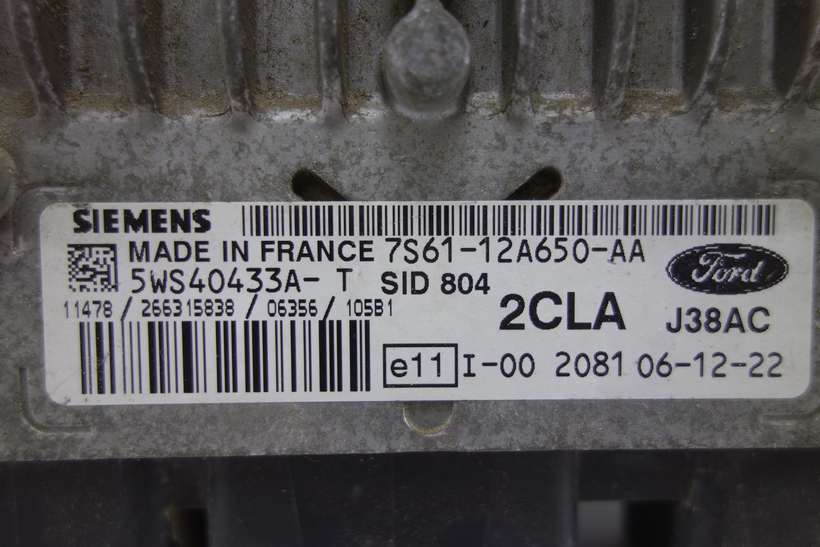 SIEMENS
MADE IN FRANCE 7S61-12A650-AA
Ford
5WS40433A- T SID 804
11478 / 266315838 / 06356 / 105B1
2CLA J38AC
e11 I-00 2081 06-12-22